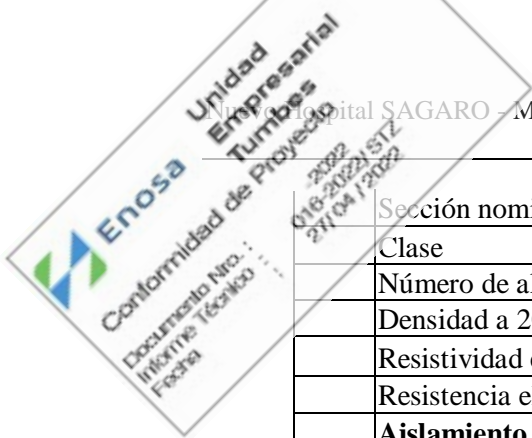 Enosa
Unidad
Empresarial
Tumbes
Conformidad de Proyecto
Documento Nro. : -2022
Informe Técnico : 016-2022/ STZ
Fecha : 27/ 04 / 2022
Nuevo Hospital SAGARO - M
Sección nomi
Clase
Número de al
Densidad a 2
Resistividad
Resistencia e
Aislamiento